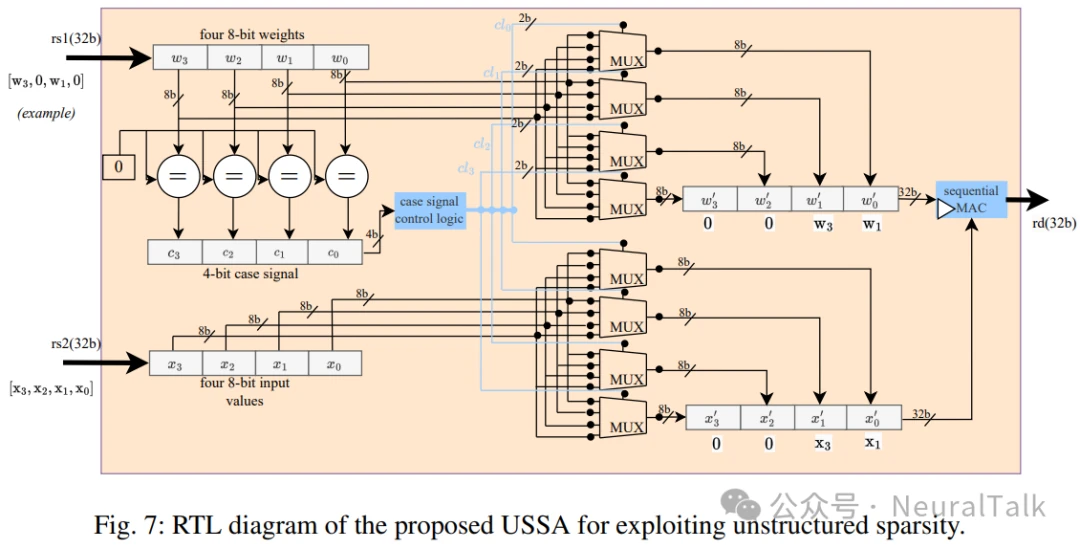 rs1(32b)
[w3, 0, w1, 0]
(example)
four 8-bit weights
w3 w2 w1 w0
8b 8b 8b 8b
0
= = = =
c3 c2 c1 c0
4-bit case signal
4b
case signal
control logic
cl0
cl1
cl2
cl3
2b
2b
2b
2b
MUX
MUX
MUX
MUX
8b
8b
8b
8b
w′3 w′2 w′1 w′0
0 0 w3 w1
32b
sequential
MAC
rd(32b)
rs2(32b)
[x3, x2, x1, x0]
8b 8b 8b 8b
x3 x2 x1 x0
four 8-bit input
values
MUX
MUX
MUX
MUX
8b
8b
8b
8b
x′3 x′2 x′1 x′0
0 0 x3 x1
32b
公众号 · NeuralTalk
Fig. 7: RTL diagram of the proposed USSA for exploiting unstructured sparsity.